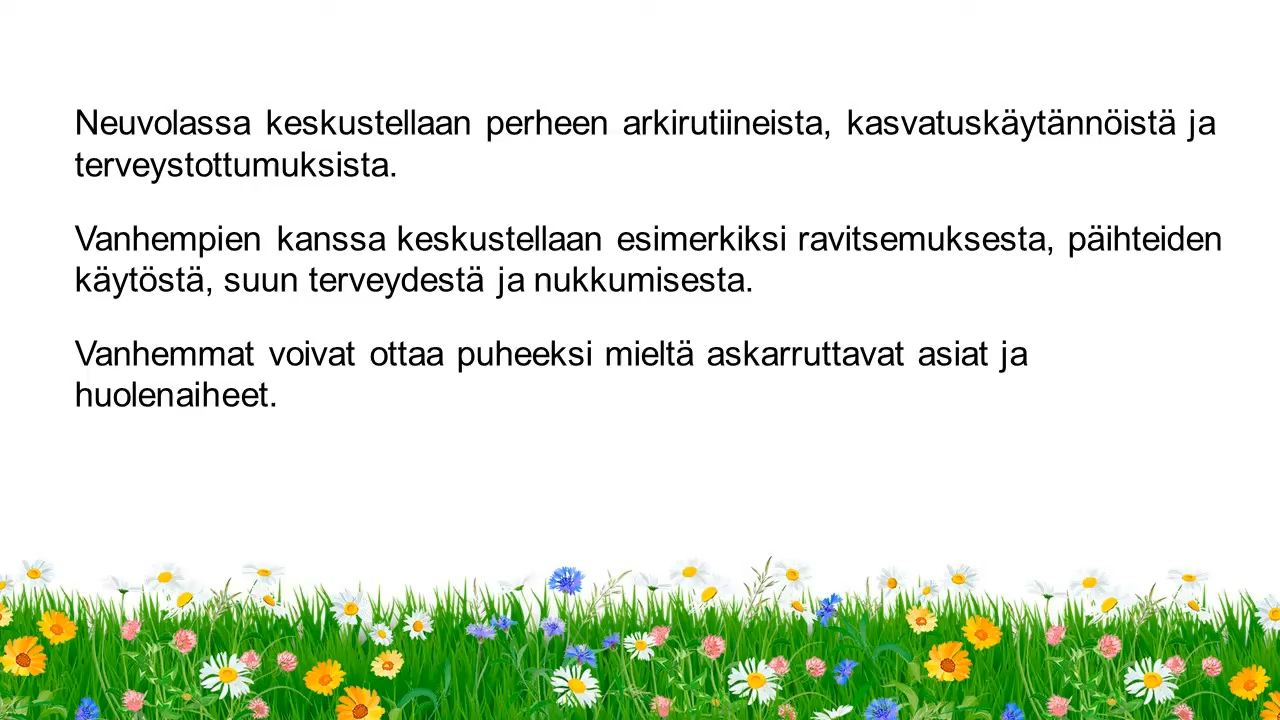 Neuvolassa keskustellaan perheen arkirutiineista, kasvatuskäytännöistä ja
terveystottumuksista.
Vanhempien kanssa keskustellaan esimerkiksi ravitsemuksesta, päihteiden
käytöstä, suun terveydestä ja nukkumisesta.
Vanhemmat voivat ottaa puheeksi mieltä askarruttavat asiat ja
huolenaiheet.